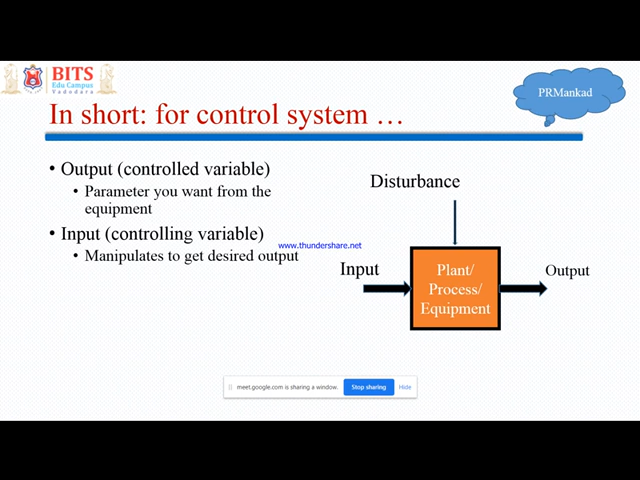 BITS
Edu Campus
Vadodara
PRMankad
In short: for control system …
• Output (controlled variable)
• Parameter you want from the
equipment
• Input (controlling variable)
• Manipulates to get desired output
www.thundershare.net
Disturbance
Input
Plant/
Process/
Equipment
Output
meet.google.com is sharing a window.
Stop sharing
Hide